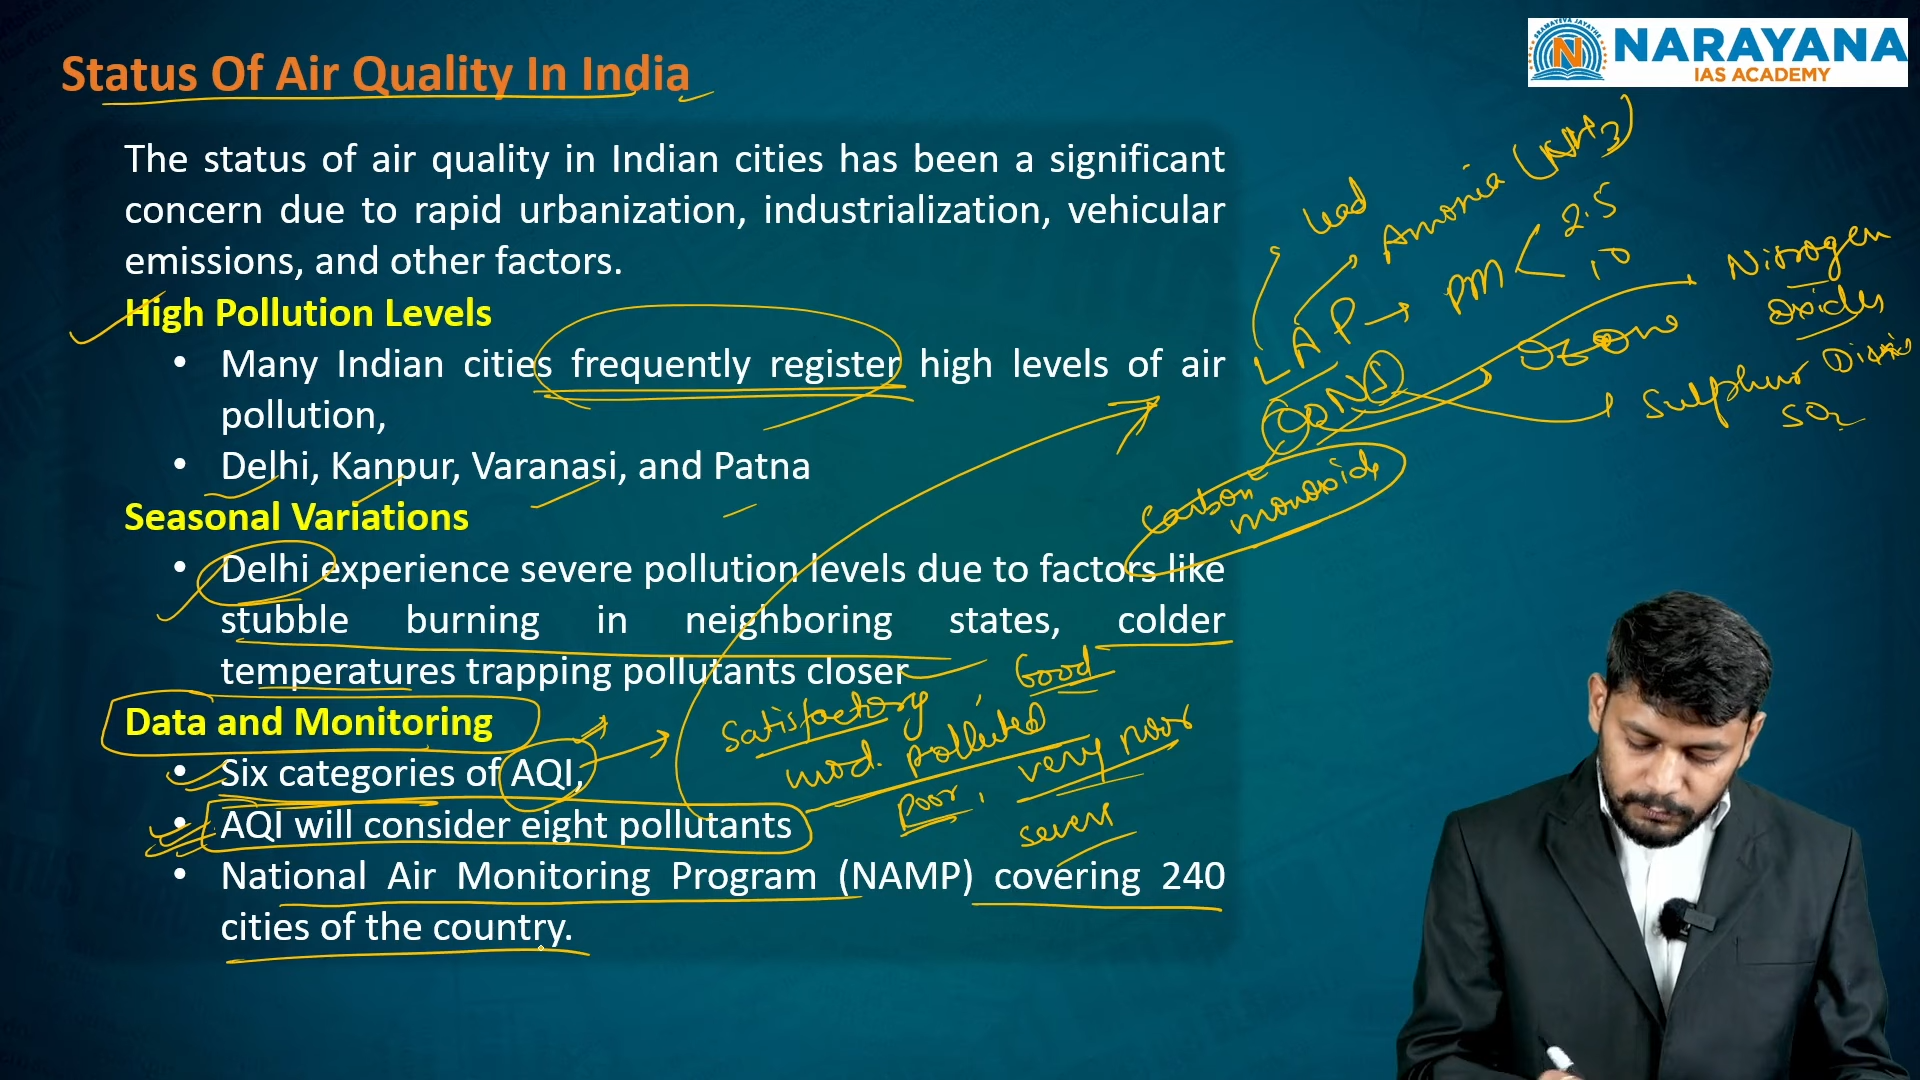 Status Of Air Quality In India
NARAYANA
IAS ACADEMY
The status of air quality in Indian cities has been a significant
concern due to rapid urbanization, industrialization, vehicular
emissions, and other factors.
High Pollution Levels
• Many Indian cities frequently register high levels of air
pollution,
• Delhi, Kanpur, Varanasi, and Patna
Seasonal Variations
• Delhi experience severe pollution levels due to factors like
stubble burning in neighboring states, colder
temperatures trapping pollutants closer
Data and Monitoring
• Six categories of AQI,
• AQI will consider eight pollutants
• National Air Monitoring Program (NAMP) covering 240
cities of the country.
Good
Satisfactory
mod. polluted
poor, very poor
lead
Amonia (NH3)
LAP → PM < 2.5
10
Ozone
Nitrogen
oxides
Sulphur
SO2
Carbon
monoxide